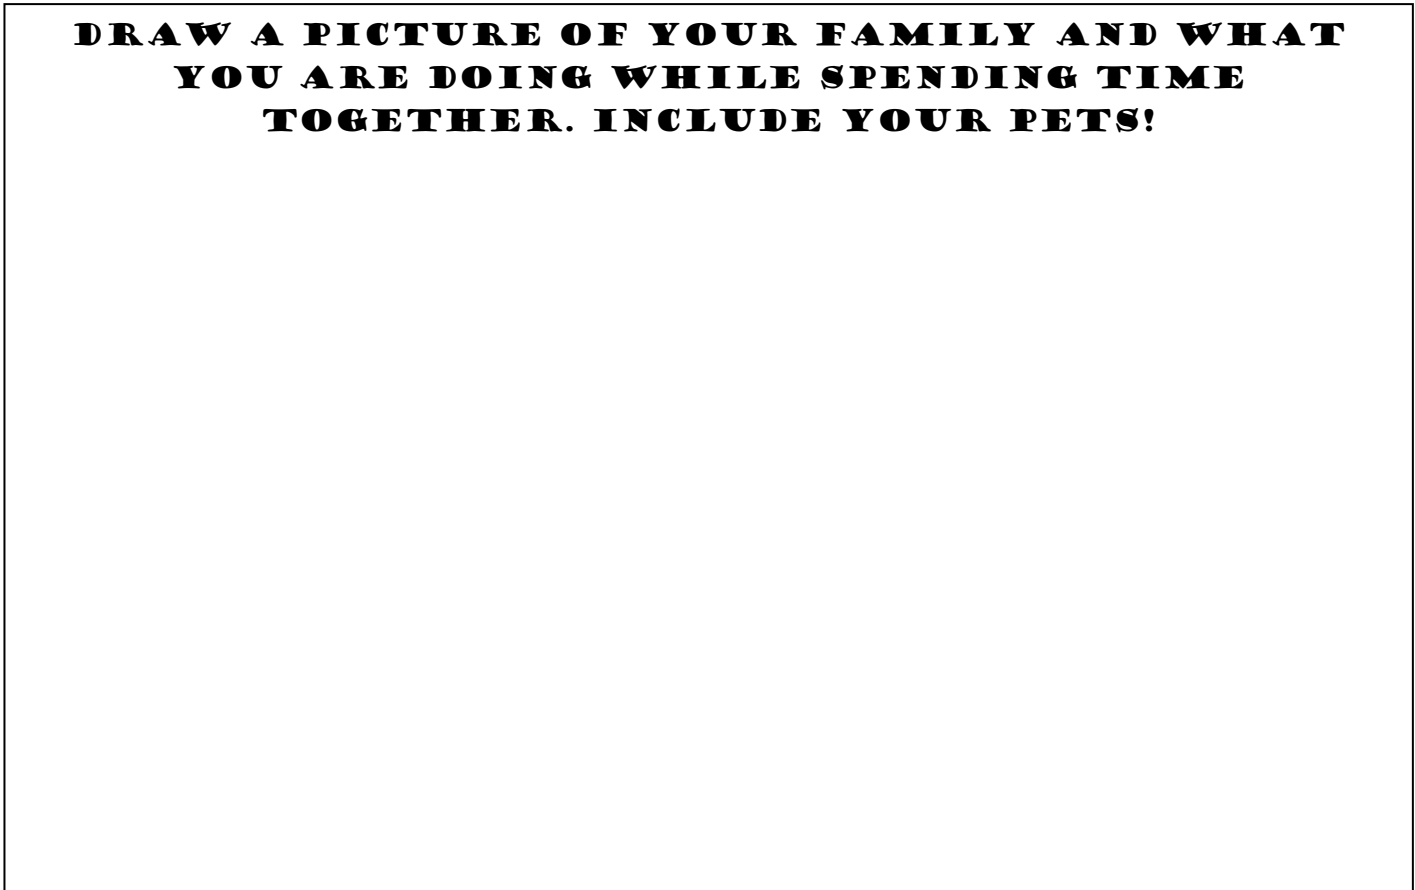 DRAW A PICTURE OF YOUR FAMILY AND WHAT
YOU ARE DOING WHILE SPENDING TIME
TOGETHER. INCLUDE YOUR PETS!